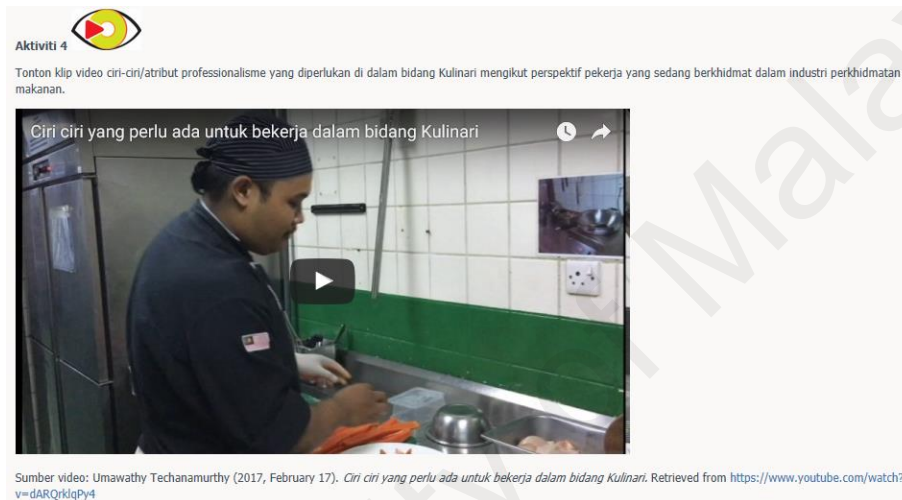 Aktiviti 4
Tonton klip video ciri-ciri/atribut professionalisme yang diperlukan di dalam bidang Kulinari mengikut perspektif pekerja yang sedang berkhidmat dalam industri perkhidmatan
makanan.
Ciri ciri yang perlu ada untuk bekerja dalam bidang Kulinari
Sumber video: Umawathy Techanamurthy (2017, February 17). Ciri ciri yang perlu ada untuk bekerja dalam bidang Kulinari. Retrieved from https://www.youtube.com/watch?
v=dARQrklqPy4